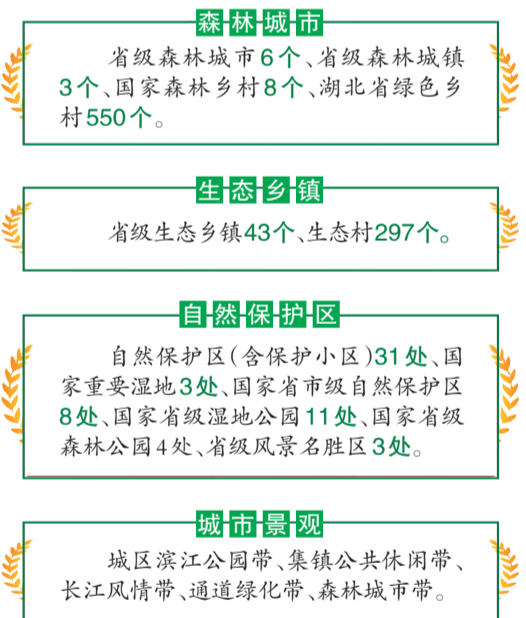 森林城市
省级森林城市6个、省级森林城镇
3个、国家森林乡村8个、湖北省绿色乡
村550个。
生态乡镇
省级生态乡镇43个、生态村297个。
自然保护区
自然保护区(含保护小区)31处、国
家重要湿地3处、国家省市级自然保护区
8处、国家省级湿地公园11处、国家省级
森林公园4处、省级风景名胜区3处。
城市景观
城区滨江公园带、集镇公共休闲带、
长江风情带、通道绿化带、森林城市带。